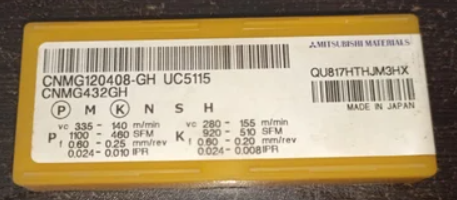 MITSUBISHI MATERIALS
CNMG120408-GH UC5115
CNMG432GH
QU817HTHJM3HX
MADE IN JAPAN
P M K N S H
P vc 335 - 140 m/min K vc 280 - 155 m/min
1100 - 460 SFM 920 - 510 SFM
f 0.60 - 0.25 mm/rev f 0.60 - 0.20 mm/rev
0.024 - 0.010 IPR 0.024 - 0.008 IPR